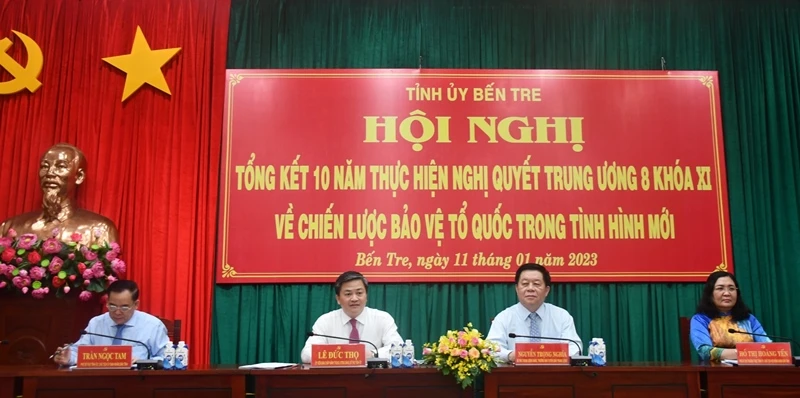 TỈNH ỦY BẾN TRE
HỘI NGHỊ
TỔNG KẾT 10 NĂM THỰC HIỆN NGHỊ QUYẾT TRUNG ƯƠNG 8 KHÓA XI
VỀ CHIẾN LƯỢC BẢO VỆ TỔ QUỐC TRONG TÌNH HÌNH MỚI
Bến Tre, ngày 11 tháng 01 năm 2023
TRẦN NGỌC TAM
LÊ ĐỨC THỌ
NGUYỄN TRỌNG NGHĨA
HỒ THỊ HOÀNG YẾN